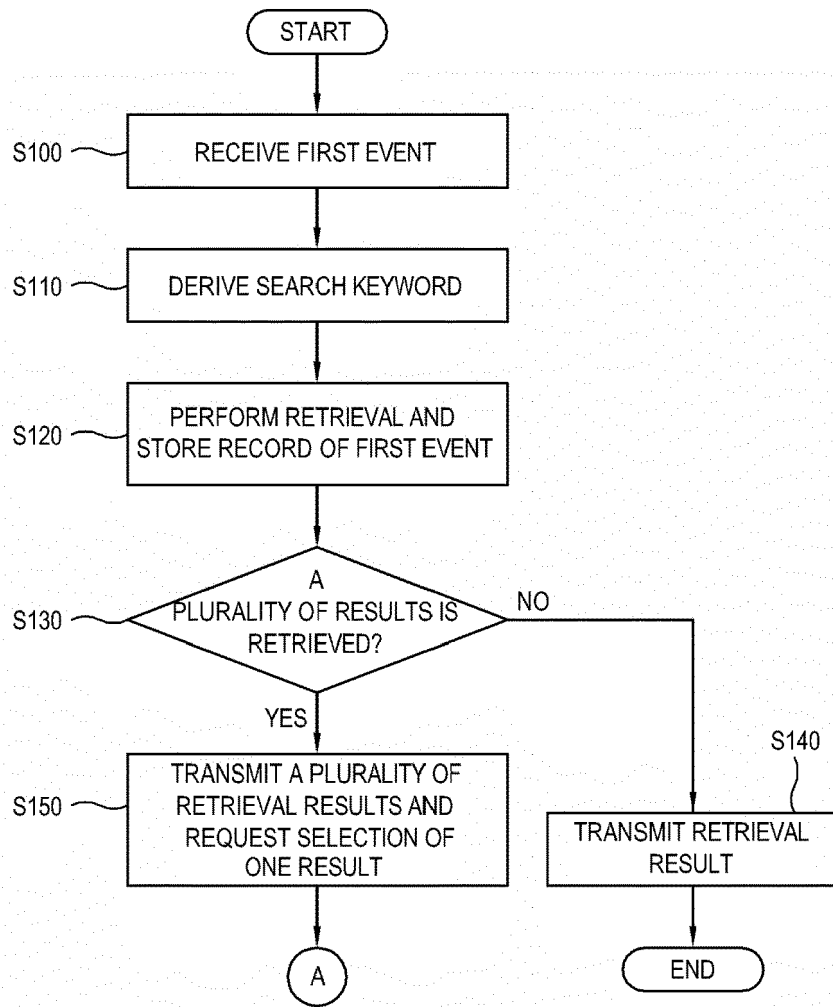 START
S100
RECEIVE FIRST EVENT
S110
DERIVE SEARCH KEYWORD
S120
PERFORM RETRIEVAL AND
STORE RECORD OF FIRST EVENT
S130
A
PLURALITY OF RESULTS IS
RETRIEVED?
NO
YES
S150
TRANSMIT A PLURALITY OF
RETRIEVAL RESULTS AND
REQUEST SELECTION OF
ONE RESULT
S140
TRANSMIT RETRIEVAL
RESULT
A
END